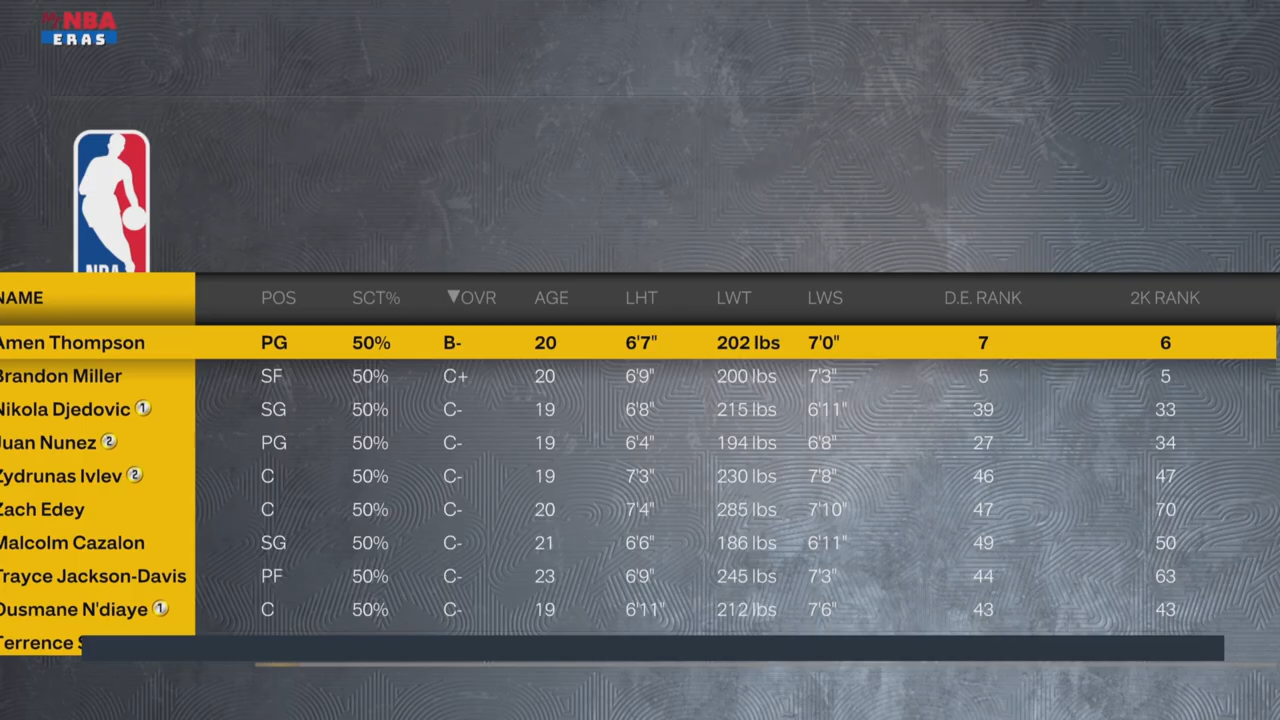 MyNBA
ERAS
NBA
NAME POS SCT% ▼OVR AGE LHT LWT LWS D.E. RANK 2K RANK
Amen Thompson PG 50% B- 20 6'7" 202 lbs 7'0" 7 6
Brandon Miller SF 50% C+ 20 6'9" 200 lbs 7'3" 5 5
Nikola Djedovic 1 SG 50% C- 19 6'8" 215 lbs 6'11" 39 33
Juan Nunez 2 PG 50% C- 19 6'4" 194 lbs 6'8" 27 34
Zydrunas Ivlev 2 C 50% C- 19 7'3" 230 lbs 7'8" 46 47
Zach Edey C 50% C- 20 7'4" 285 lbs 7'10" 47 70
Malcolm Cazalon SG 50% C- 21 6'6" 186 lbs 6'11" 49 50
Trayce Jackson-Davis PF 50% C- 23 6'9" 245 lbs 7'3" 44 63
Ousmane N'diaye 1 C 50% C- 19 6'11" 212 lbs 7'6" 43 43
Terrence